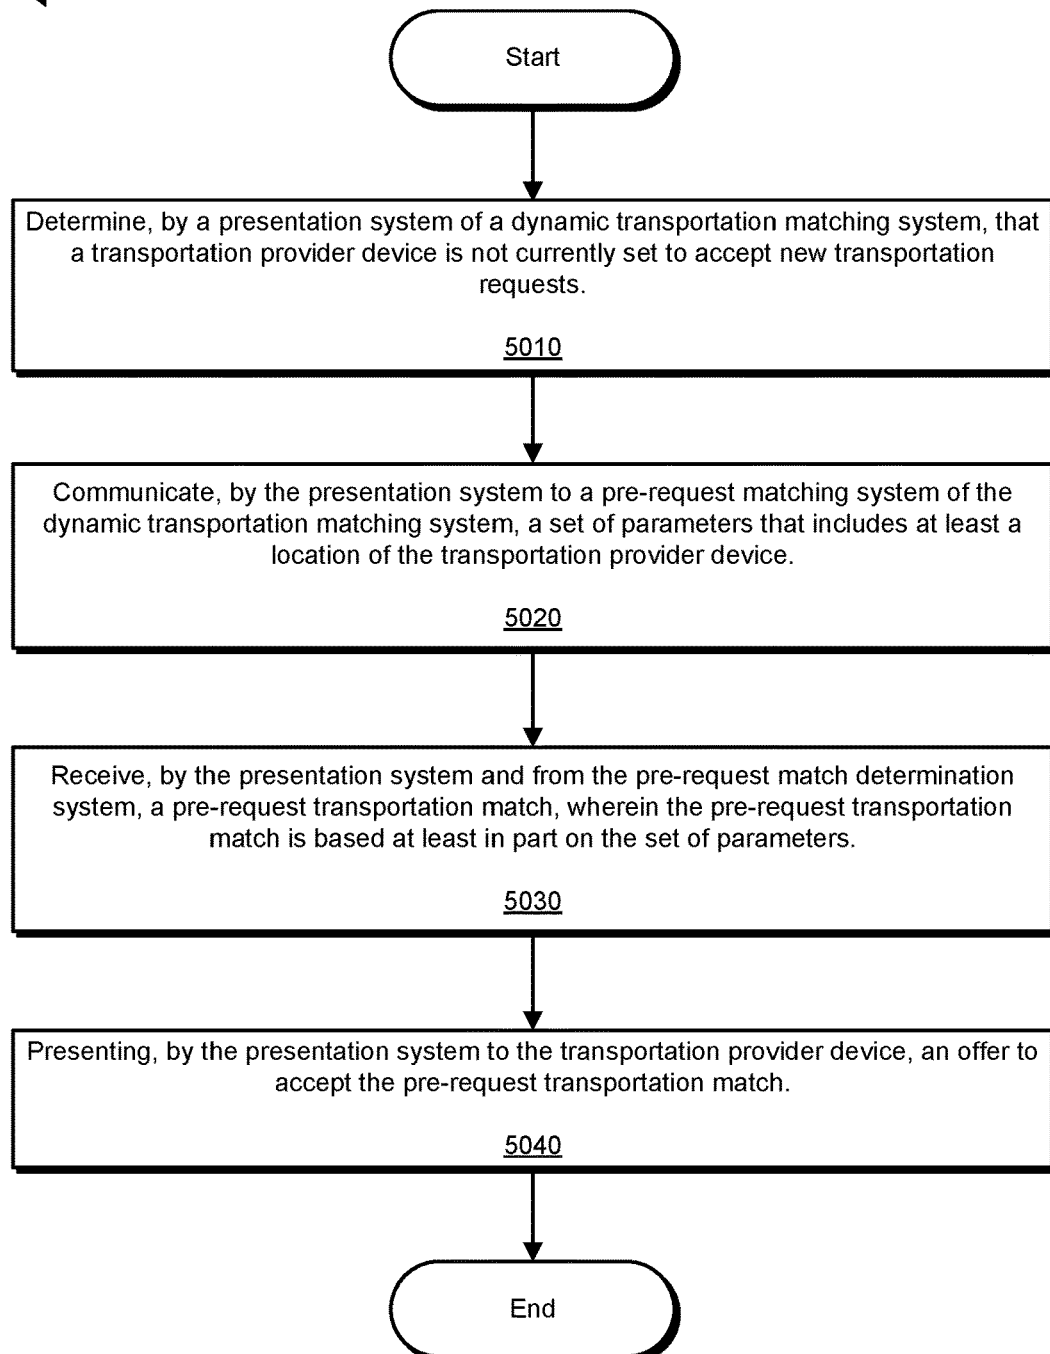 Start
Determine, by a presentation system of a dynamic transportation matching system, that
a transportation provider device is not currently set to accept new transportation
requests.
5010
Communicate, by the presentation system to a pre-request matching system of the
dynamic transportation matching system, a set of parameters that includes at least a
location of the transportation provider device.
5020
Receive, by the presentation system and from the pre-request match determination
system, a pre-request transportation match, wherein the pre-request transportation
match is based at least in part on the set of parameters.
5030
Presenting, by the presentation system to the transportation provider device, an offer to
accept the pre-request transportation match.
5040
End